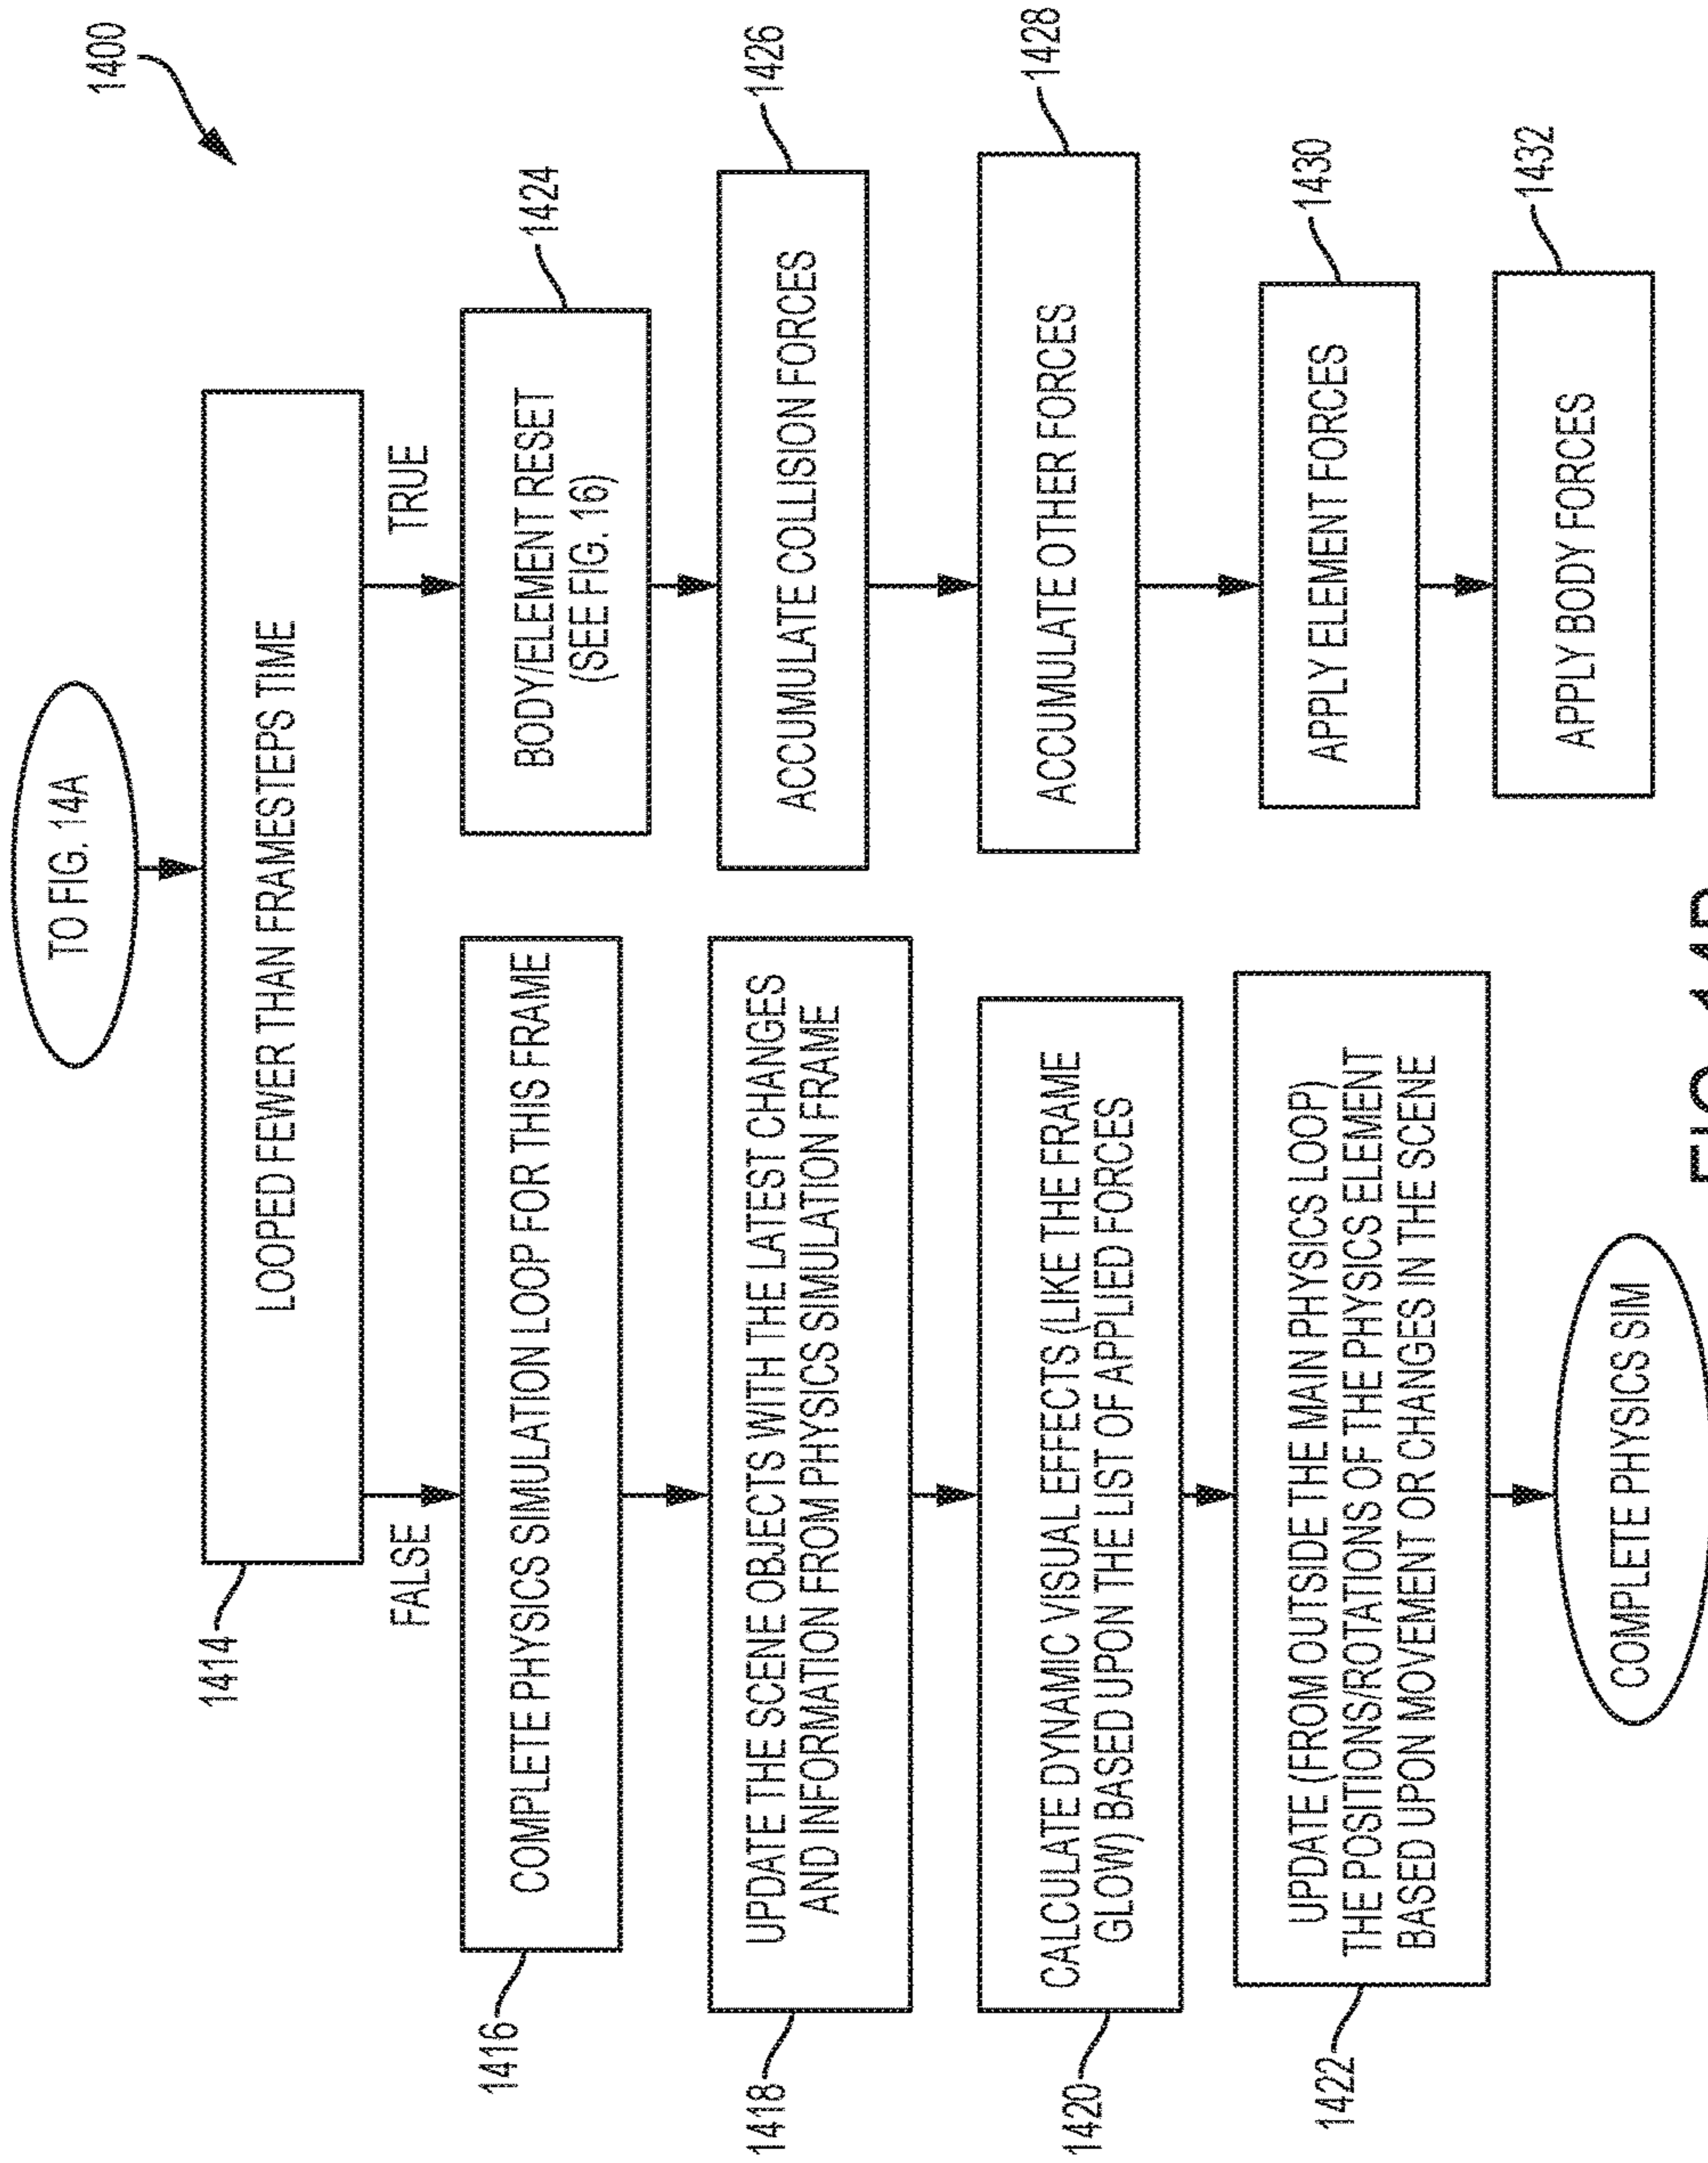 1400
TO FIG. 14A
LOOPED FEWER THAN FRAMESTEPS TIME
1414
FALSE
TRUE
COMPLETE PHYSICS SIMULATION LOOP FOR THIS FRAME
1416
UPDATE THE SCENE OBJECTS WITH THE LATEST CHANGES
AND INFORMATION FROM PHYSICS SIMULATION FRAME
1418
CALCULATE DYNAMIC VISUAL EFFECTS (LIKE THE FRAME
GLOW) BASED UPON THE LIST OF APPLIED FORCES
1420
UPDATE (FROM OUTSIDE THE MAIN PHYSICS LOOP)
THE POSITIONS/ROTATIONS OF THE PHYSICS ELEMENT
BASED UPON MOVEMENT OR CHANGES IN THE SCENE
1422
COMPLETE PHYSICS SIM
BODY/ELEMENT RESET
(SEE FIG. 16)
1424
ACCUMULATE COLLISION FORCES
1426
ACCUMULATE OTHER FORCES
1428
APPLY ELEMENT FORCES
1430
APPLY BODY FORCES
1432